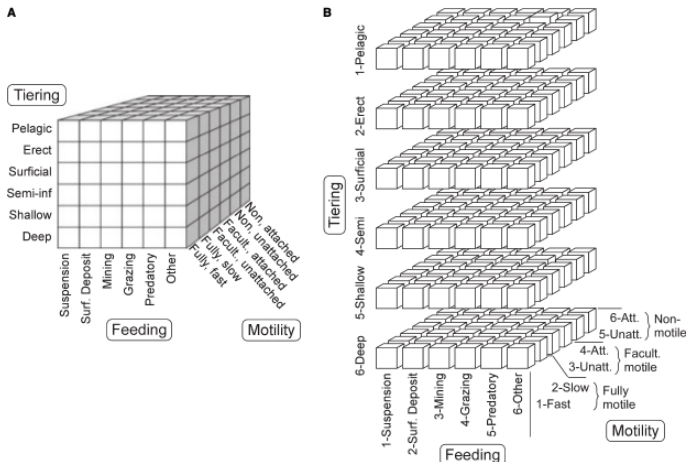 A
Tiering
Pelagic
Erect
Surficial
Semi-inf
Shallow
Deep
Suspension
Surf. Deposit
Mining
Grazing
Predatory
Other
Feeding
Non, attached
Non, unattached
Facult., attached
Facult., unattached
Fully, slow
Fully, fast
Motility
B
Tiering
1-Pelagic
2-Erect
3-Surficial
4-Semi
5-Shallow
6-Deep
1-Suspension
2-Surf. Deposit
3-Mining
4-Grazing
5-Predatory
6-Other
Feeding
6-Att.
5-Unatt.
Non-
motile
4-Att.
3-Unatt.
Facult.
motile
2-Slow
1-Fast
Fully
motile
Motility